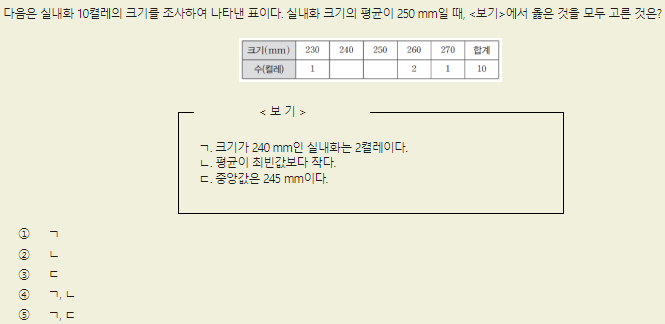 다음은 실내화 10켤레의 크기를 조사하여 나타낸 표이다. 실내화 크기의 평균이 250 mm일 때, <보기>에서 옳은 것을 모두 고른 것은?
크기(mm) 230 240 250 260 270 합계
수(켤레) 1 2 1 10
< 보 기 >
ㄱ. 크기가 240 mm인 실내화는 2켤레이다.
ㄴ. 평균이 최빈값보다 작다.
ㄷ. 중앙값은 245 mm이다.
① ㄱ
② ㄴ
③ ㄷ
④ ㄱ, ㄴ
⑤ ㄱ, ㄷ